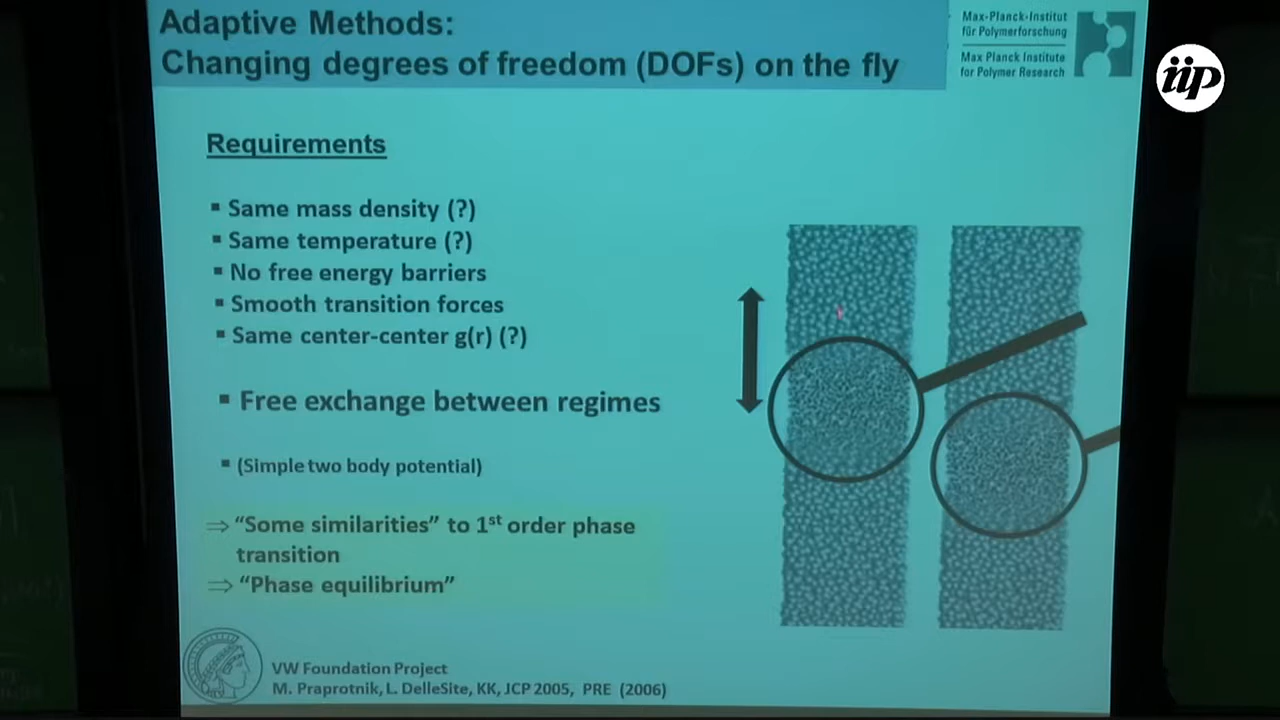 Adaptive Methods:
Changing degrees of freedom (DOFs) on the fly
Max-Planck-Institut
für Polymerforschung
Max Planck Institute
for Polymer Research
iip
Requirements
▪ Same mass density (?)
▪ Same temperature (?)
▪ No free energy barriers
▪ Smooth transition forces
▪ Same center-center g(r) (?)
▪ Free exchange between regimes
▪ (Simple two body potential)
⇒ “Some similarities” to 1st order phase
transition
⇒ “Phase equilibrium”
VW Foundation Project
M. Praprotnik, L. DelleSite, KK, JCP 2005, PRE (2006)